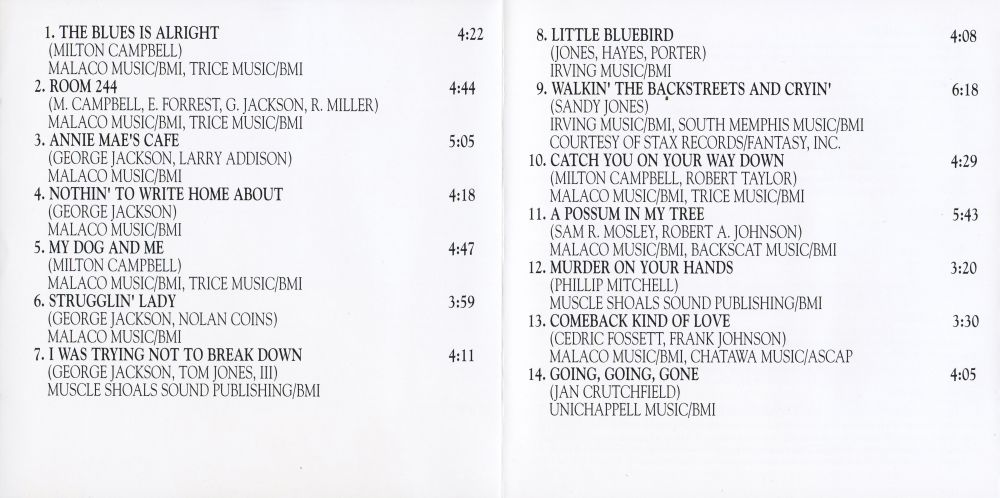 1. THE BLUES IS ALRIGHT 4:22
(MILTON CAMPBELL)
MALACO MUSIC/BMI, TRICE MUSIC/BMI
2. ROOM 244 4:44
(M. CAMPBELL, E. FORREST, G. JACKSON, R. MILLER)
MALACO MUSIC/BMI, TRICE MUSIC/BMI
3. ANNIE MAE'S CAFE 5:05
(GEORGE JACKSON, LARRY ADDISON)
MALACO MUSIC/BMI
4. NOTHIN' TO WRITE HOME ABOUT 4:18
(GEORGE JACKSON)
MALACO MUSIC/BMI
5. MY DOG AND ME 4:47
(MILTON CAMPBELL)
MALACO MUSIC/BMI, TRICE MUSIC/BMI
6. STRUGGLIN' LADY 3:59
(GEORGE JACKSON, NOLAN COINS)
MALACO MUSIC/BMI
7. I WAS TRYING NOT TO BREAK DOWN 4:11
(GEORGE JACKSON, TOM JONES, III)
MUSCLE SHOALS SOUND PUBLISHING/BMI
8. LITTLE BLUEBIRD 4:08
(JONES, HAYES, PORTER)
IRVING MUSIC/BMI
9. WALKIN' THE BACKSTREETS AND CRYIN' 6:18
(SANDY JONES)
IRVING MUSIC/BMI, SOUTH MEMPHIS MUSIC/BMI
COURTESY OF STAX RECORDS/FANTASY, INC.
10. CATCH YOU ON YOUR WAY DOWN 4:29
(MILTON CAMPBELL, ROBERT TAYLOR)
MALACO MUSIC/BMI, TRICE MUSIC/BMI
11. A POSSUM IN MY TREE 5:43
(SAM R. MOSLEY, ROBERT A. JOHNSON)
MALACO MUSIC/BMI, BACKSCAT MUSIC/BMI
12. MURDER ON YOUR HANDS 3:20
(PHILLIP MITCHELL)
MUSCLE SHOALS SOUND PUBLISHING/BMI
13. COMEBACK KIND OF LOVE 3:30
(CEDRIC FOSSETT, FRANK JOHNSON)
MALACO MUSIC/BMI, CHATAWA MUSIC/ASCAP
14. GOING, GOING, GONE 4:05
(JAN CRUTCHFIELD)
UNICHAPPELL MUSIC/BMI